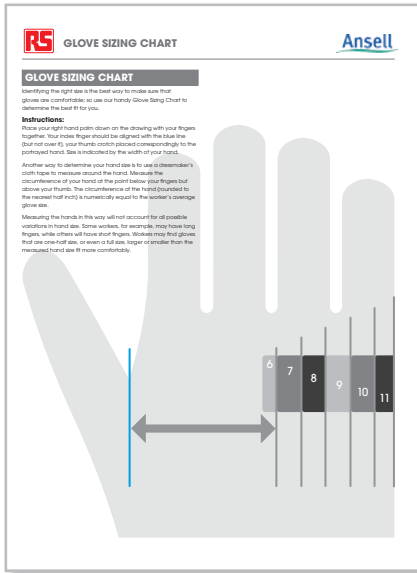 RS GLOVE SIZING CHART
Ansell
GLOVE SIZING CHART
Identifying the right size is the best way to make sure that
gloves are comfortable; so use our handy Glove Sizing Chart to
determine the best fit for you.
Instructions:
Place your right hand palm down on the drawing with your fingers
together. Your index finger should be aligned with the blue line
(but not over it), your thumb crotch placed correspondingly to the
portrayed hand. Size is indicated by the width of your hand.
Another way to determine your hand size is to use a dressmaker's
cloth tape to measure around the hand. Measure the
circumference of your hand at the point below your fingers but
above your thumb. The circumference of the hand (rounded to
the nearest half inch) is numerically equal to the worker's average
glove size.
Measuring the hands in this way will not account for all possible
variations in hand size. Some workers, for example, may have long
fingers, while others will have short fingers. Workers may find gloves
that are one-half size, or even a full size, larger or smaller than the
measured hand size fit more comfortably.
6
7
8
9
10
11